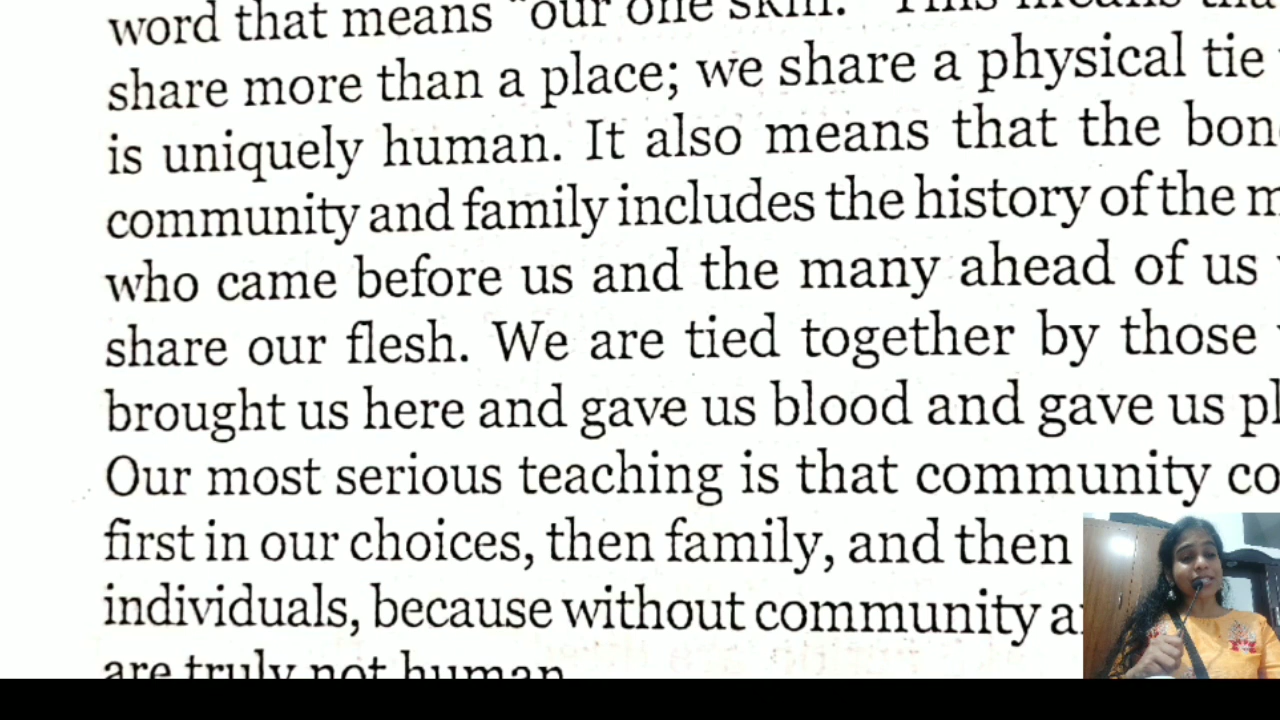 word that means "our one skin." This means tha
share more than a place; we share a physical tie
is uniquely human. It also means that the bon
community and family includes the history of the m
who came before us and the many ahead of us
share our flesh. We are tied together by those
brought us here and gave us blood and gave us pl
Our most serious teaching is that community co
first in our choices, then family, and then
individuals, because without community a
are truly not human